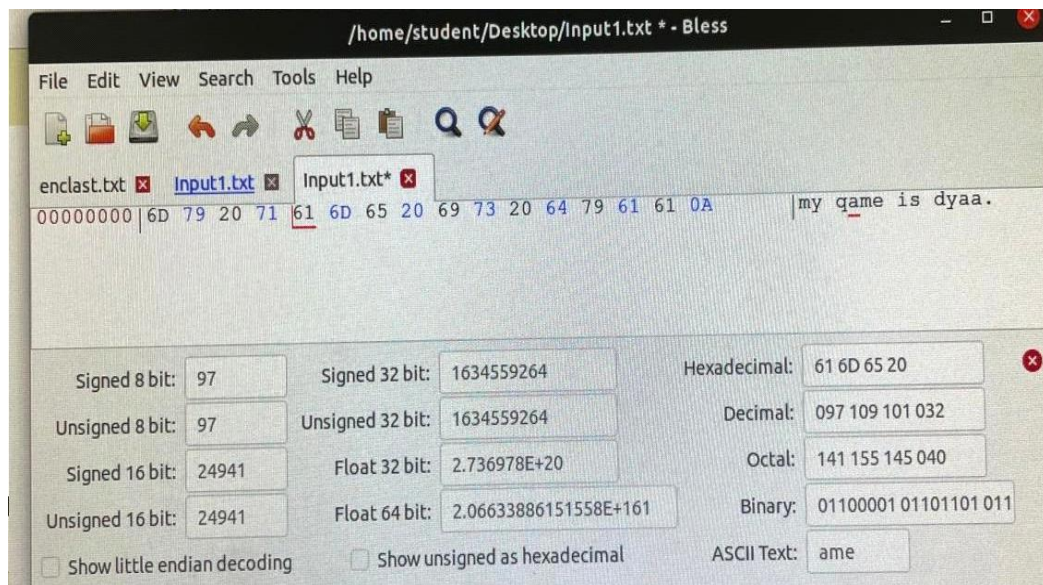 /home/student/Desktop/Input1.txt * - Bless
File Edit View Search Tools Help
enclast.txt Input1.txt Input1.txt*
00000000 6D 79 20 71 61 6D 65 20 69 73 20 64 79 61 61 0A my qame is dyaa.
Signed 8 bit: 97 Signed 32 bit: 1634559264 Hexadecimal: 61 6D 65 20
Unsigned 8 bit: 97 Unsigned 32 bit: 1634559264 Decimal: 097 109 101 032
Signed 16 bit: 24941 Float 32 bit: 2.736978E+20 Octal: 141 155 145 040
Unsigned 16 bit: 24941 Float 64 bit: 2.06633886151558E+161 Binary: 01100001 01101101 011
Show little endian decoding Show unsigned as hexadecimal ASCII Text: ame